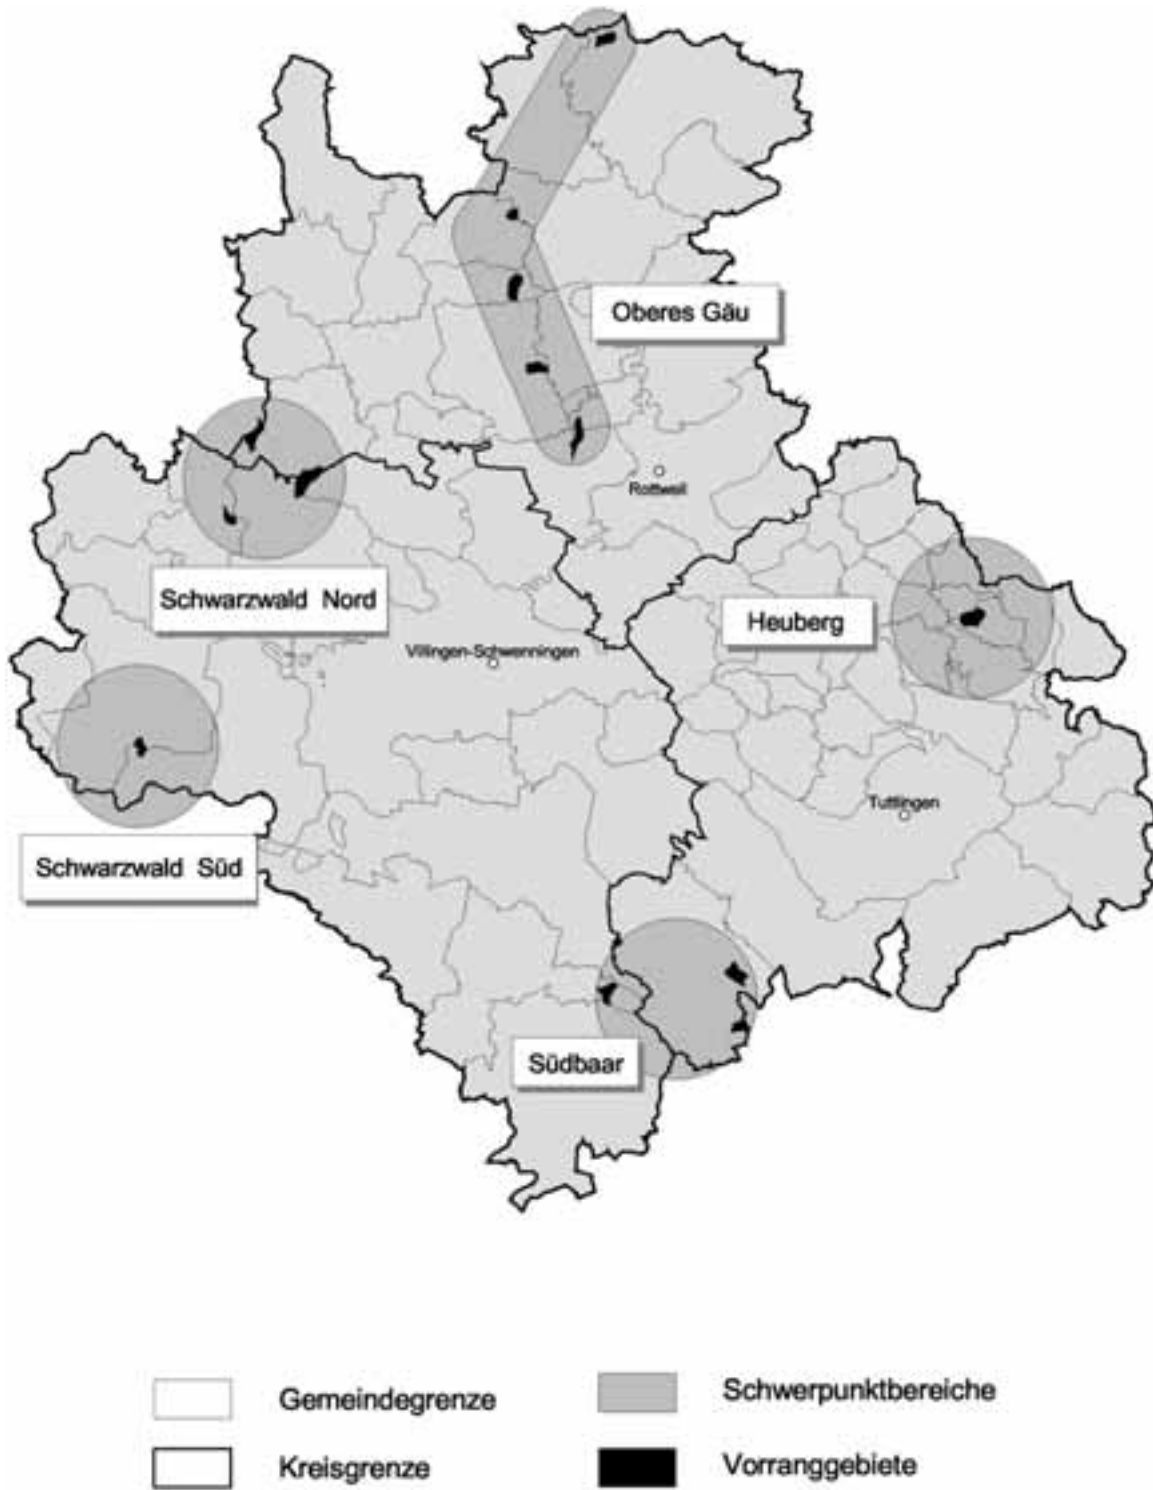 Oberes Gäu
Rottweil
Schwarzwald Nord
Heuberg
Villingen-Schwenningen
Tuttlingen
Schwarzwald Süd
Südbaar
Gemeindegrenze
Schwerpunktbereiche
Kreisgrenze
Vorranggebiete